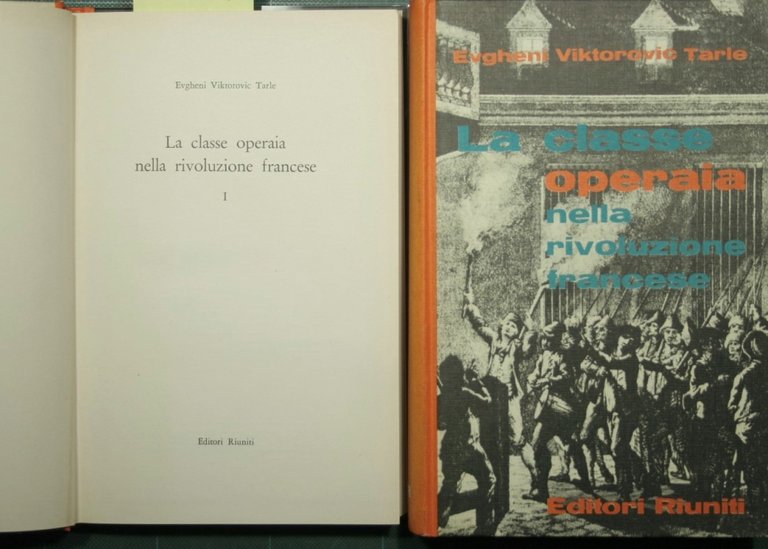 Evgheni Viktorovic Tarle
La classe operaia
nella rivoluzione francese
I
Editori Riuniti
Evgheni Viktorovic Tarle
La classe
operaia
nella
rivoluzione
francese
Editori Riuniti